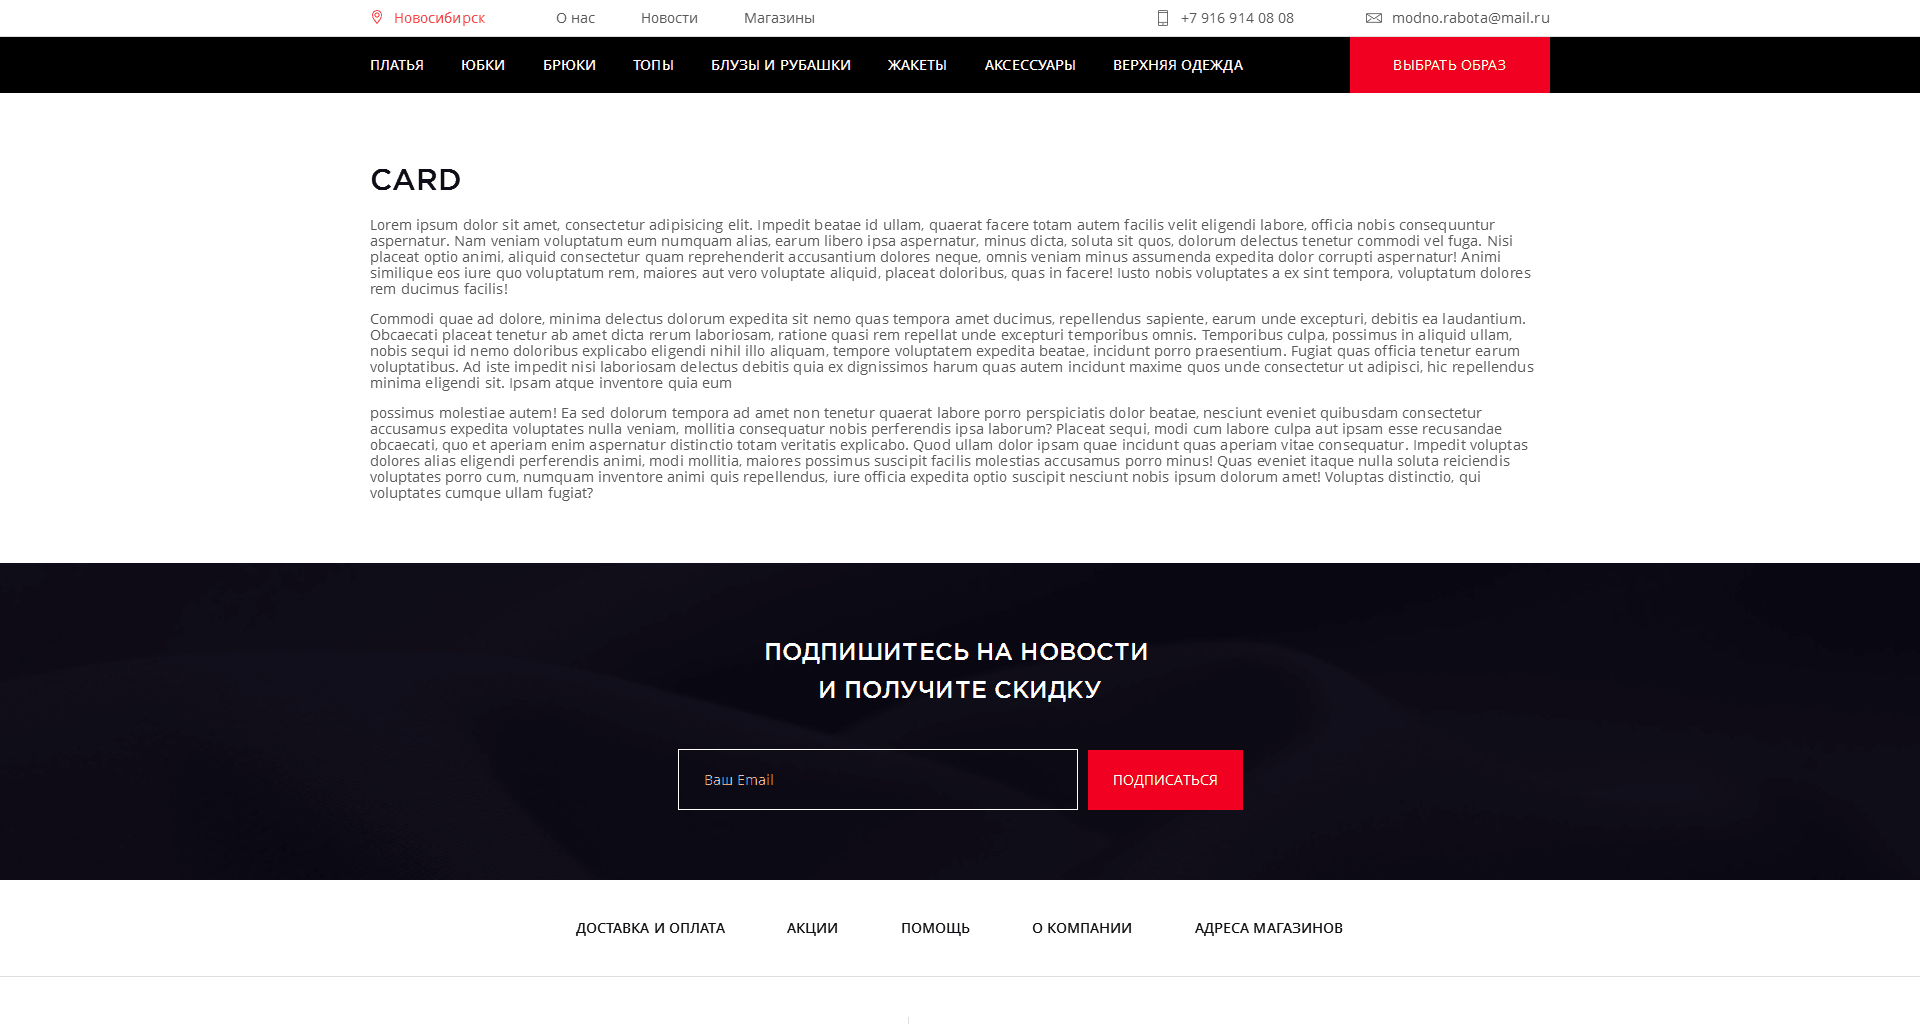 Новосибирск О нас Новости Магазины +7 916 914 08 08 modno.rabota@mail.ru
ПЛАТЬЯ ЮБКИ БРЮКИ ТОПЫ БЛУЗЫ И РУБАШКИ ЖАКЕТЫ АКСЕССУАРЫ ВЕРХНЯЯ ОДЕЖДА ВЫБРАТЬ ОБРАЗ
CARD
Lorem ipsum dolor sit amet, consectetur adipisicing elit. Impedit beatae id ullam, quaerat facere totam autem facilis velit eligendi labore, officia nobis consequuntur
aspernatur. Nam veniam voluptatum eum numquam alias, earum libero ipsa aspernatur, minus dicta, soluta sit quos, dolorum delectus tenetur commodi vel fuga. Nisi
placeat optio animi, aliquid consectetur quam reprehenderit accusantium dolores neque, omnis veniam minus assumenda expedita dolor corrupti aspernatur! Animi
similique eos iure quo voluptatum rem, maiores aut vero voluptate aliquid, placeat doloribus, quas in facere! Iusto nobis voluptates a ex sint tempora, voluptatum dolores
rem ducimus facilis!
Commodi quae ad dolore, minima delectus dolorum expedita sit nemo quas tempora amet ducimus, repellendus sapiente, earum unde excepturi, debitis ea laudantium.
Obcaecati placeat tenetur ab amet dicta rerum laboriosam, ratione quasi rem repellat unde excepturi temporibus omnis. Temporibus culpa, possimus in aliquid ullam,
nobis sequi id nemo doloribus explicabo eligendi nihil illo aliquam, tempore voluptatem expedita beatae, incidunt porro praesentium. Fugiat quas officia tenetur earum
voluptatibus. Ad iste impedit nisi laboriosam delectus debitis quia ex dignissimos harum quas autem incidunt maxime quos unde consectetur ut adipisci, hic repellendus
minima eligendi sit. Ipsam atque inventore quia eum
possimus molestiae autem! Ea sed dolorum tempora ad amet non tenetur quaerat labore porro perspiciatis dolor beatae, nesciunt eveniet quibusdam consectetur
accusamus expedita voluptates nulla veniam, mollitia consequatur nobis perferendis ipsa laborum? Placeat sequi, modi cum labore culpa aut ipsam esse recusandae
obcaecati, quo et aperiam enim aspernatur distinctio totam veritatis explicabo. Quod ullam dolor ipsam quae incidunt quas aperiam vitae consequatur. Impedit voluptas
dolores alias eligendi perferendis animi, modi mollitia, maiores possimus suscipit facilis molestias accusamus porro minus! Quas eveniet itaque nulla soluta reiciendis
voluptates porro cum, numquam inventore animi quis repellendus, iure officia expedita optio suscipit nesciunt nobis ipsum dolorum amet! Voluptas distinctio, qui
voluptates cumque ullam fugiat?
ПОДПИШИТЕСЬ НА НОВОСТИ
И ПОЛУЧИТЕ СКИДКУ
Ваш Email ПОДПИСАТЬСЯ
ДОСТАВКА И ОПЛАТА АКЦИИ ПОМОЩЬ О КОМПАНИИ АДРЕСА МАГАЗИНОВ